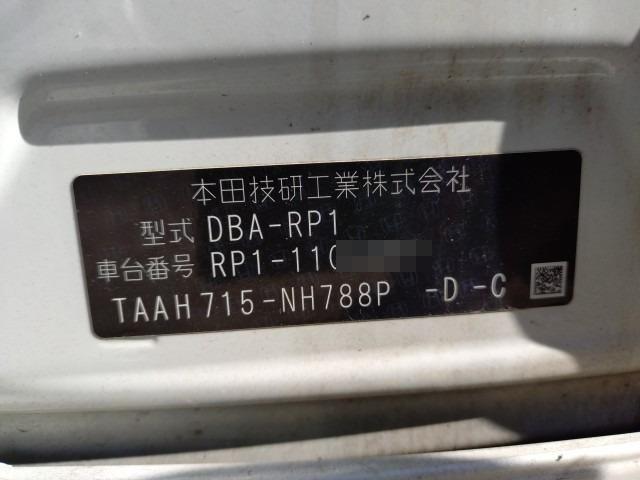 本田技研工業株式会社
型式 DBA-RP1
車台番号 RP1-110
TAAH715-NH788P -D -C